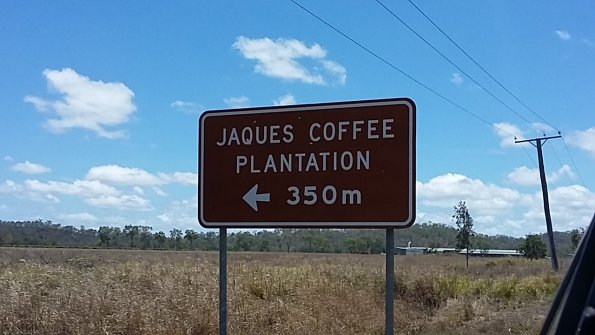 JAQUES COFFEE
PLANTATION
← 350m